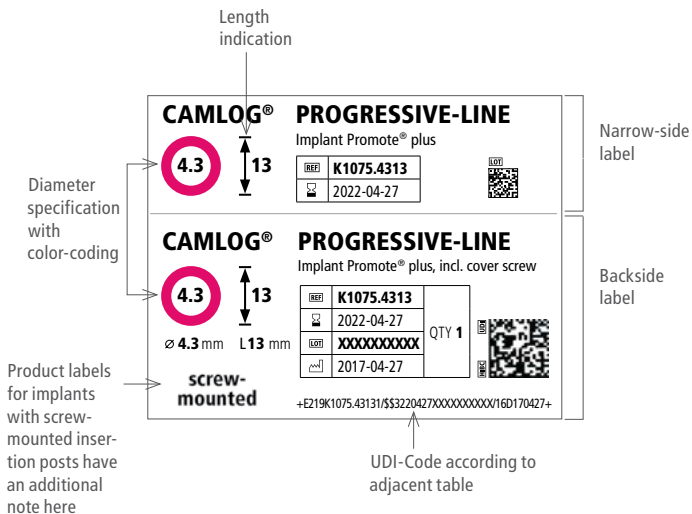 Length
indication
CAMLOG® PROGRESSIVE-LINE
Implant Promote® plus
4.3
13
REF K1075.4313
2022-04-27
LOT
Narrow-side
label
Diameter
specification
with
color-coding
CAMLOG® PROGRESSIVE-LINE
Implant Promote® plus, incl. cover screw
4.3
13
REF K1075.4313
2022-04-27
LOT XXXXXXXXXX
2017-04-27
QTY 1
UDI
HIBC
⌀ 4.3 mm L13 mm
screw-
mounted
+E219K1075.43131/$$3220427XXXXXXXXXX/16D170427+
Backside
label
Product labels
for implants
with screw-
mounted inser-
tion posts have
an additional
note here
UDI-Code according to
adjacent table